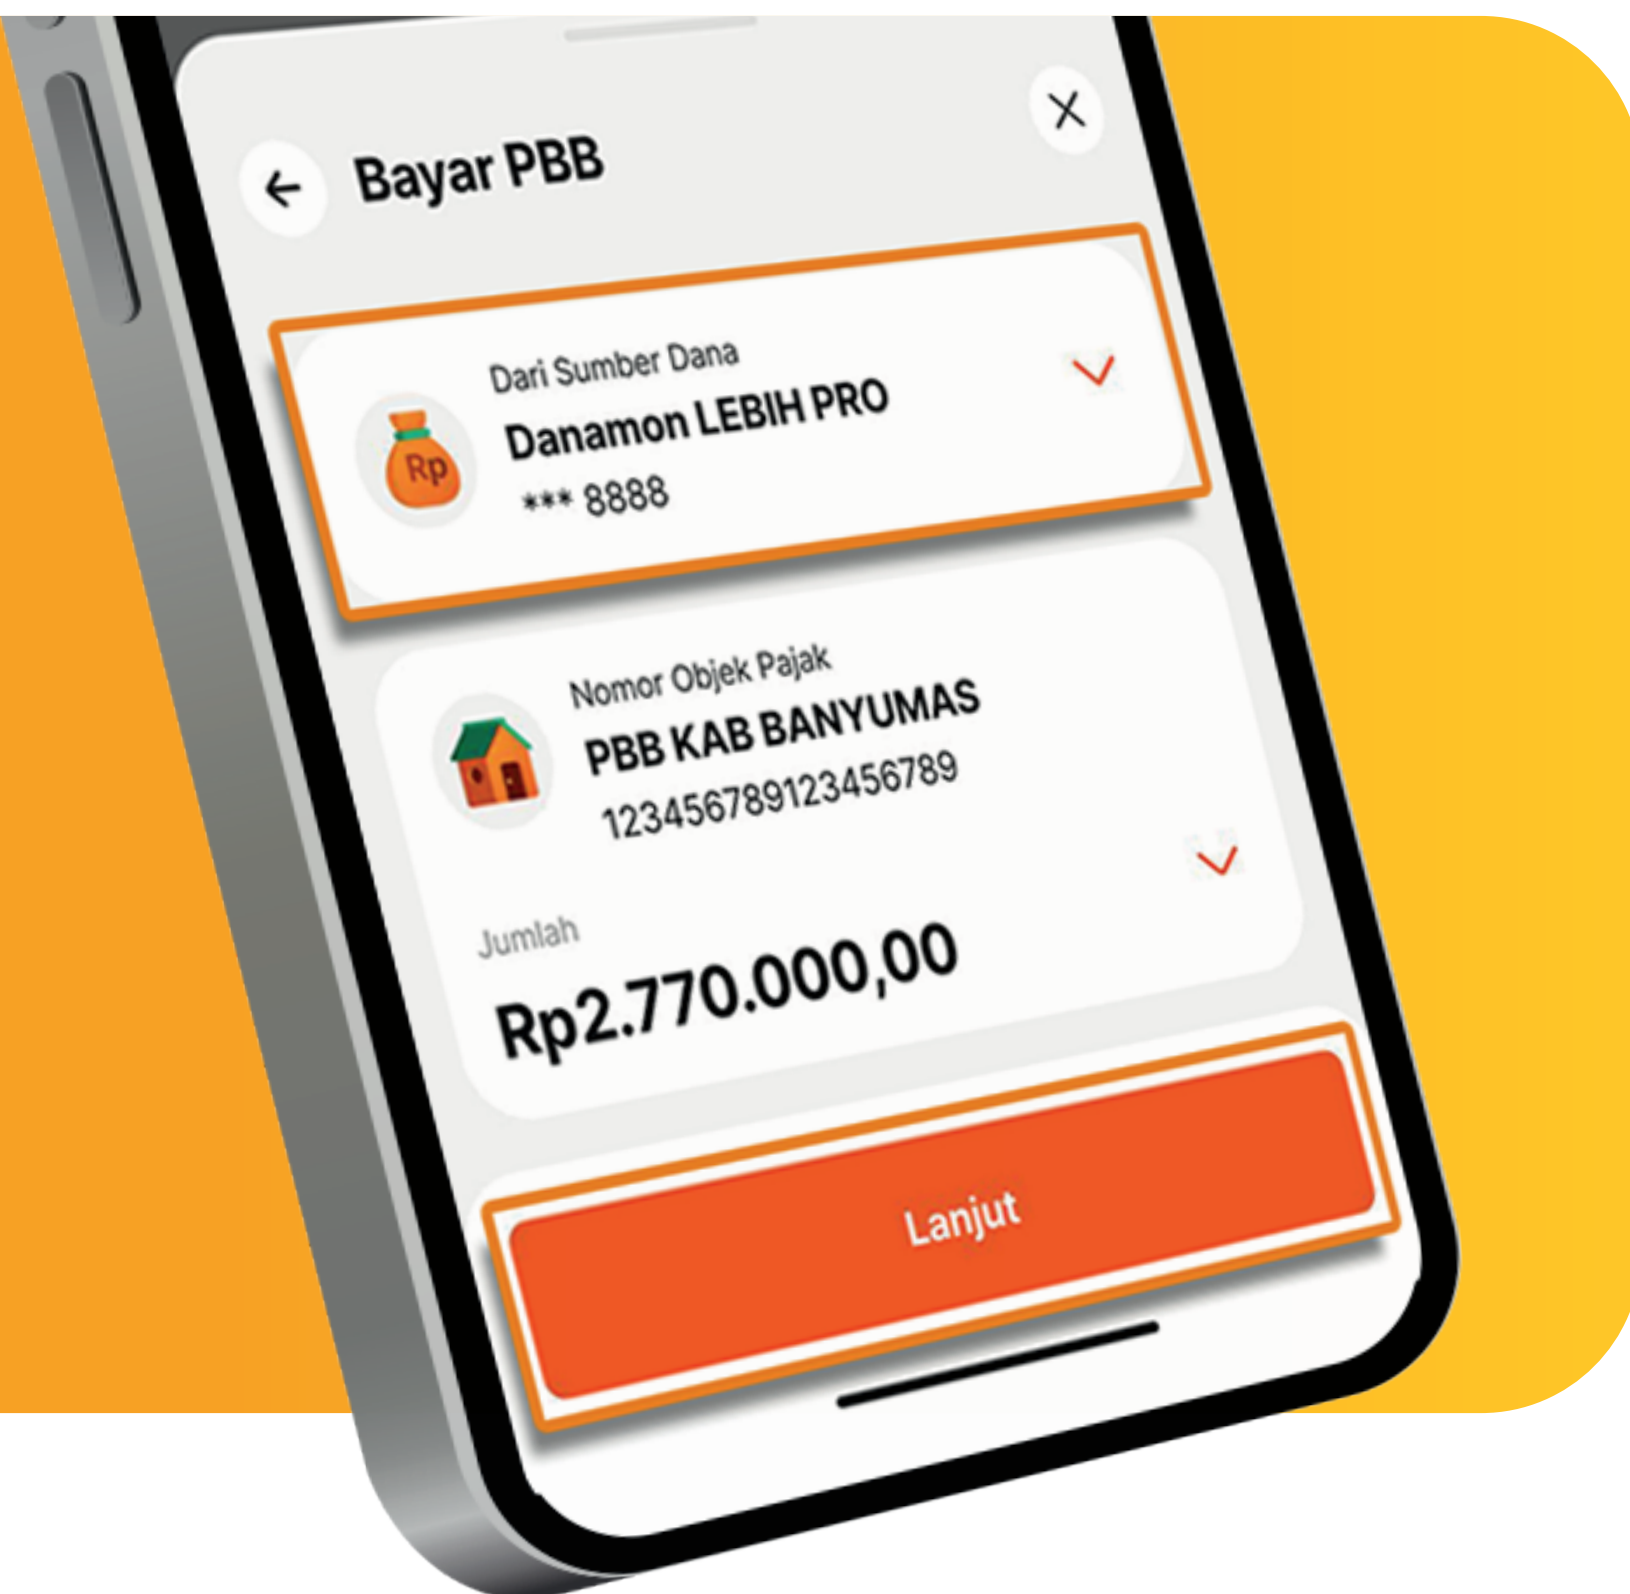 Bayar PBB
Dari Sumber Dana
Danamon LEBIH PRO
*** 8888
Rp
Nomor Objek Pajak
PBB KAB BANYUMAS
123456789123456789
Jumlah
Rp2.770.000,00
Lanjut